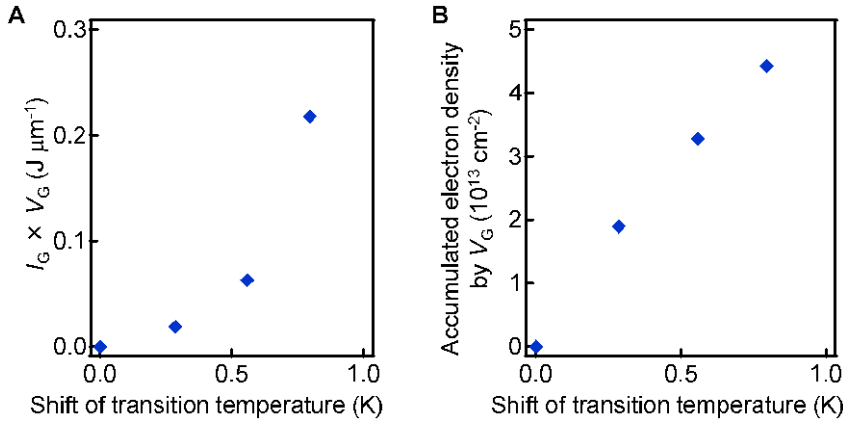 A
0.3
0.2
0.1
0.0
I_G × V_G (J μm⁻¹)
0.0 0.5 1.0
Shift of transition temperature (K)
B
5
4
3
2
1
0
Accumulated electron density
by V_G (10¹³ cm⁻²)
0.0 0.5 1.0
Shift of transition temperature (K)